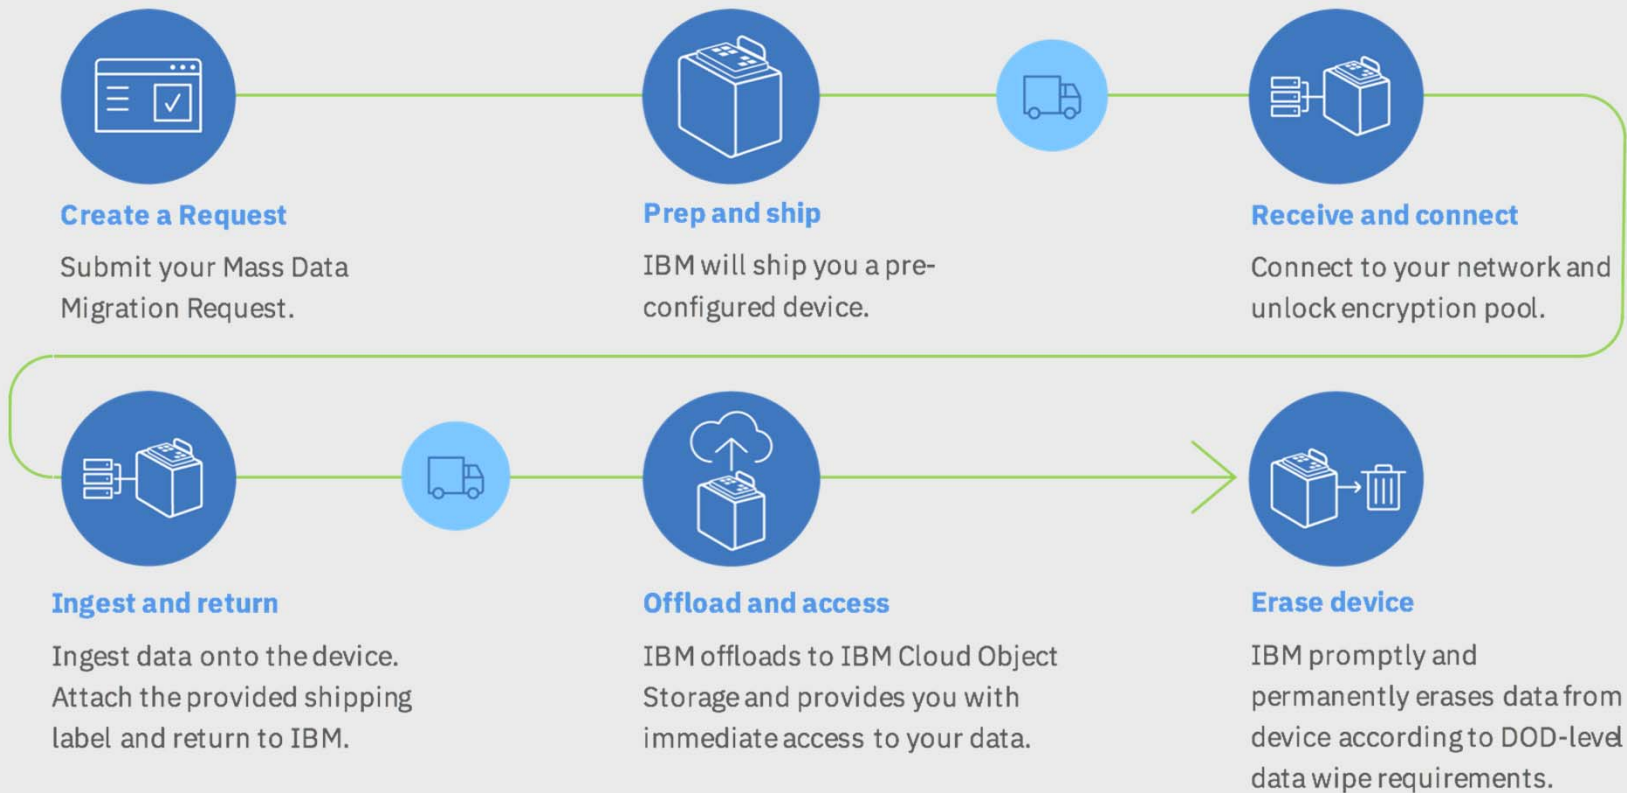 Create a Request
Submit your Mass Data
Migration Request.
Prep and ship
IBM will ship you a pre-
configured device.
Receive and connect
Connect to your network and
unlock encryption pool.
Ingest and return
Ingest data onto the device.
Attach the provided shipping
label and return to IBM.
Offload and access
IBM offloads to IBM Cloud Object
Storage and provides you with
immediate access to your data.
Erase device
IBM promptly and
permanently erases data from
device according to DOD-level
data wipe requirements.